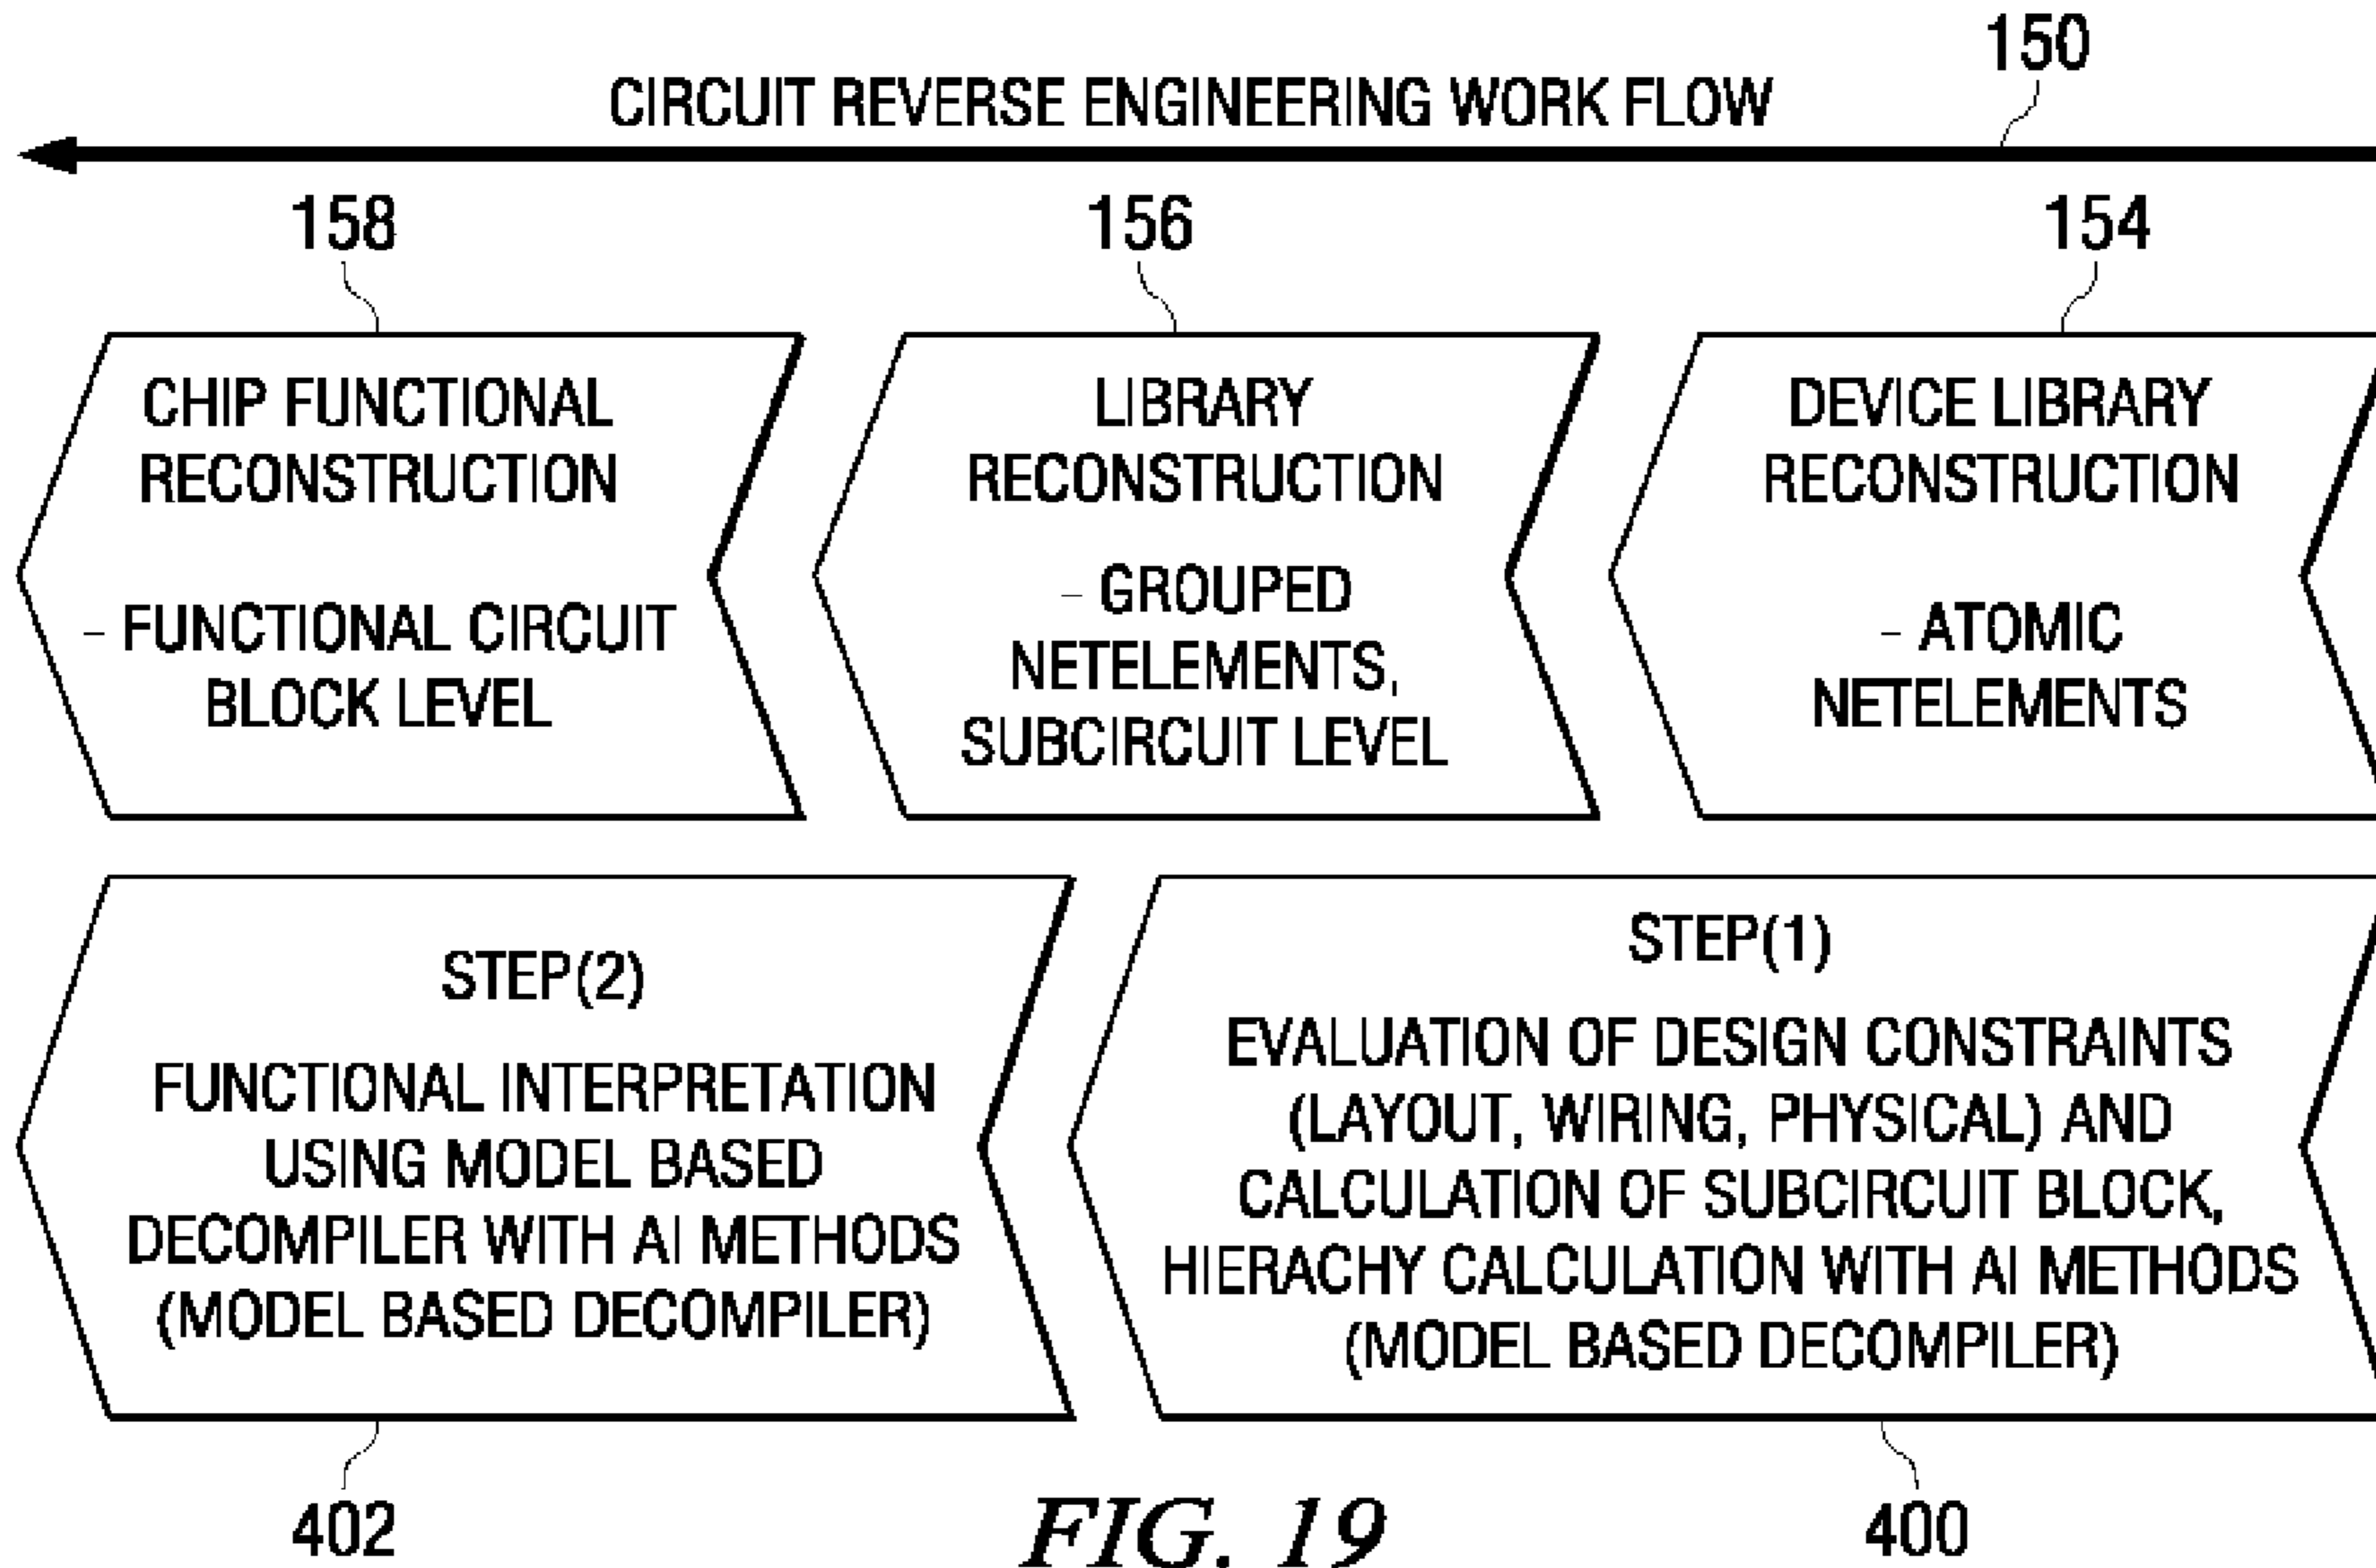 150
CIRCUIT REVERSE ENGINEERING WORK FLOW
158
156
154
CHIP FUNCTIONAL
RECONSTRUCTION
– FUNCTIONAL CIRCUIT
BLOCK LEVEL
LIBRARY
RECONSTRUCTION
– GROUPED
NETELEMENTS,
SUBCIRCUIT LEVEL
DEVICE LIBRARY
RECONSTRUCTION
– ATOMIC
NETELEMENTS
STEP(2)
FUNCTIONAL INTERPRETATION
USING MODEL BASED
DECOMPILER WITH AI METHODS
(MODEL BASED DECOMPILER)
STEP(1)
EVALUATION OF DESIGN CONSTRAINTS
(LAYOUT, WIRING, PHYSICAL) AND
CALCULATION OF SUBCIRCUIT BLOCK,
HIERACHY CALCULATION WITH AI METHODS
(MODEL BASED DECOMPILER)
402
400
FIG. 19